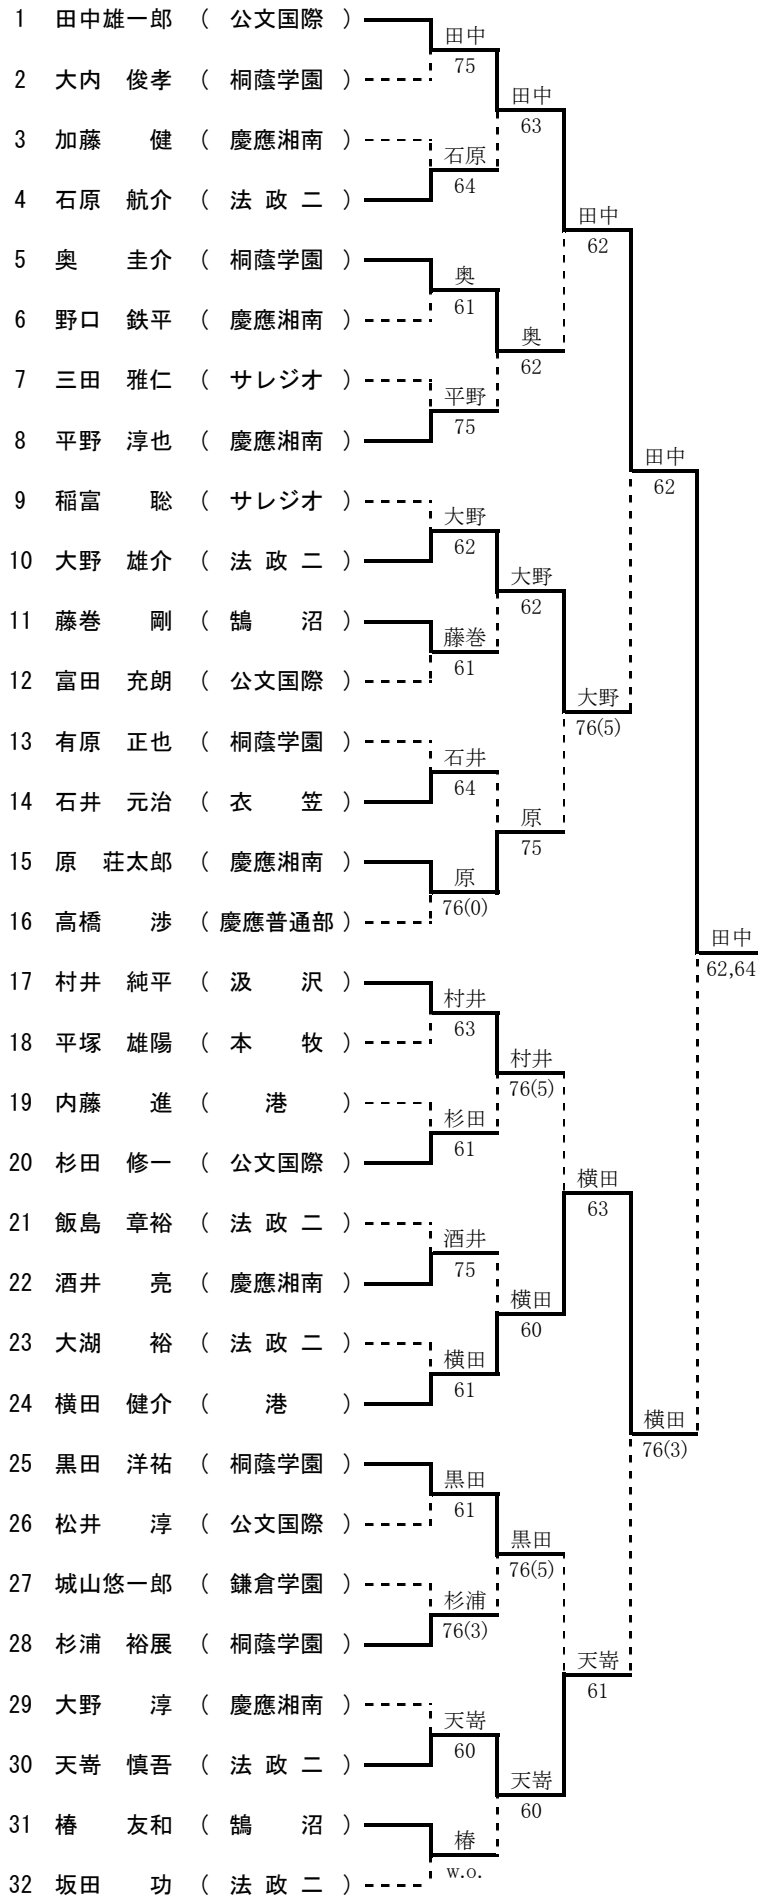 1 田中雄一郎 ( 公文国際 )
田中
75
2 大内 俊孝 ( 桐蔭学園 )
田中
63
3 加藤 健 ( 慶應湘南 )
石原
64
4 石原 航介 ( 法 政 二 )
田中
62
5 奥 圭介 ( 桐蔭学園 )
奥
61
6 野口 鉄平 ( 慶應湘南 )
奥
62
7 三田 雅仁 ( サレジオ )
平野
75
8 平野 淳也 ( 慶應湘南 )
田中
62
9 稲富 聡 ( サレジオ )
大野
62
10 大野 雄介 ( 法 政 二 )
大野
62
11 藤巻 剛 ( 鵠 沼 )
藤巻
61
12 富田 充朗 ( 公文国際 )
大野
76(5)
13 有原 正也 ( 桐蔭学園 )
石井
64
14 石井 元治 ( 衣 笠 )
原
75
15 原 荘太郎 ( 慶應湘南 )
原
76(0)
16 高橋 渉 ( 慶應普通部 )
田中
62,64
17 村井 純平 ( 汲 沢 )
村井
63
18 平塚 雄陽 ( 本 牧 )
村井
76(5)
19 内藤 進 ( 港 )
杉田
61
20 杉田 修一 ( 公文国際 )
横田
63
21 飯島 章裕 ( 法 政 二 )
酒井
75
22 酒井 亮 ( 慶應湘南 )
横田
60
23 大湖 裕 ( 法 政 二 )
横田
61
24 横田 健介 ( 港 )
横田
76(3)
25 黒田 洋祐 ( 桐蔭学園 )
黒田
61
26 松井 淳 ( 公文国際 )
黒田
76(5)
27 城山悠一郎 ( 鎌倉学園 )
杉浦
76(3)
28 杉浦 裕展 ( 桐蔭学園 )
天嵜
61
29 大野 淳 ( 慶應湘南 )
天嵜
60
30 天嵜 慎吾 ( 法 政 二 )
天嵜
60
31 椿 友和 ( 鵠 沼 )
椿
w.o.
32 坂田 功 ( 法 政 二 )